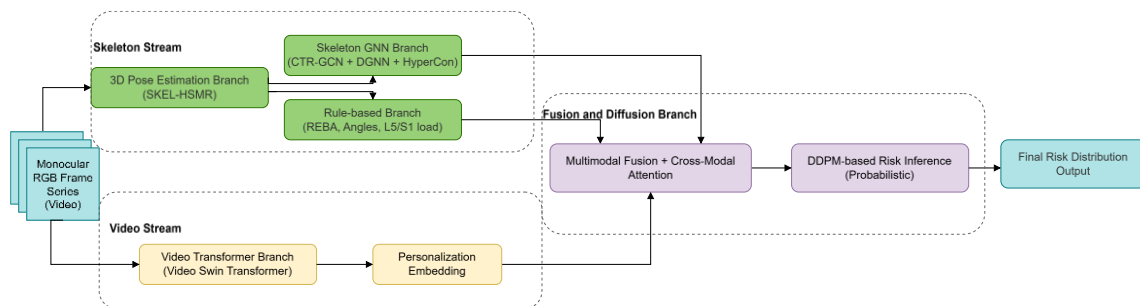 Skeleton Stream
Skeleton GNN Branch
(CTR-GCN + DGNN + HyperCon)
3D Pose Estimation Branch
(SKEL-HSMR)
Rule-based Branch
(REBA, Angles, L5/S1 load)
Fusion and Diffusion Branch
Monocular
RGB Frame
Series
(Video)
Multimodal Fusion + Cross-Modal
Attention
DDPM-based Risk Inference
(Probabilistic)
Final Risk Distribution
Output
Video Stream
Video Transformer Branch
(Video Swin Transformer)
Personalization
Embedding